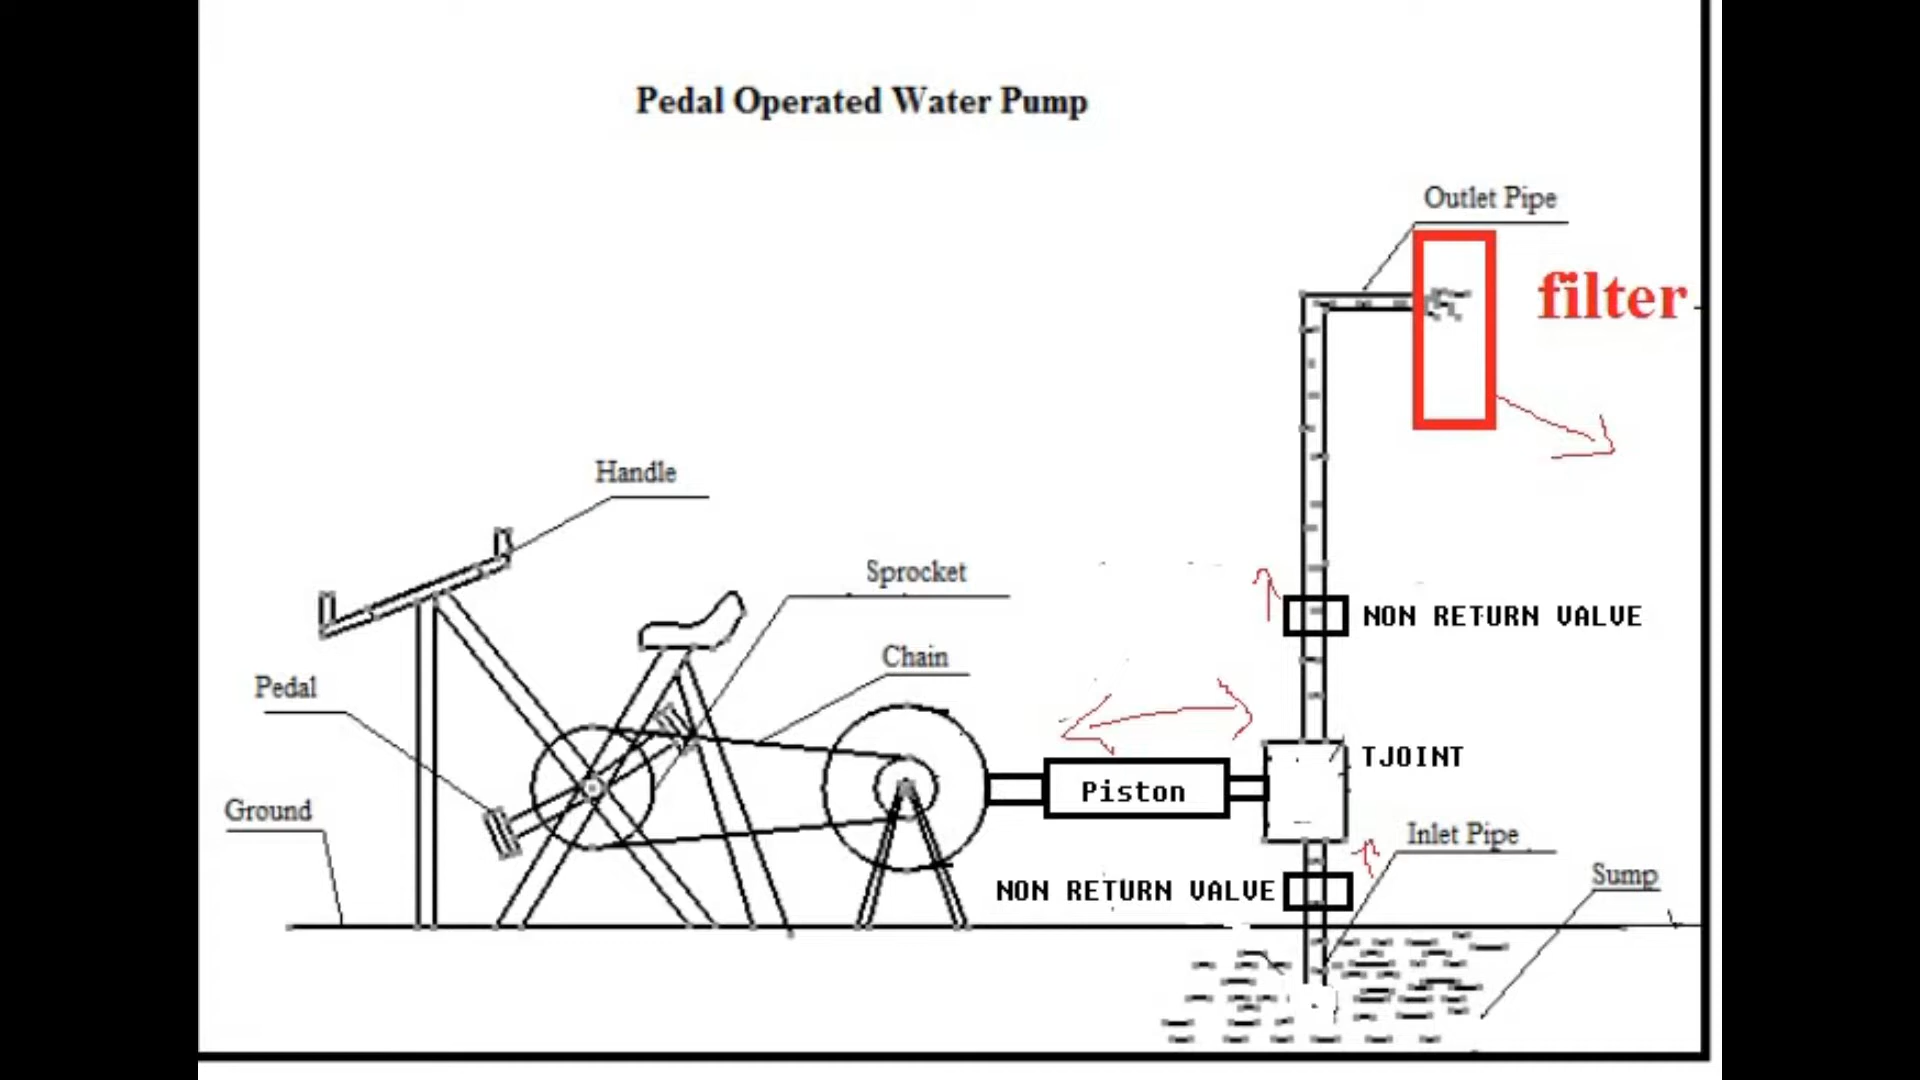 Pedal Operated Water Pump
Outlet Pipe
filter
Handle
Sprocket
NON RETURN VALVE
Chain
Pedal
TJOINT
Piston
Ground
Inlet Pipe
NON RETURN VALVE
Sump